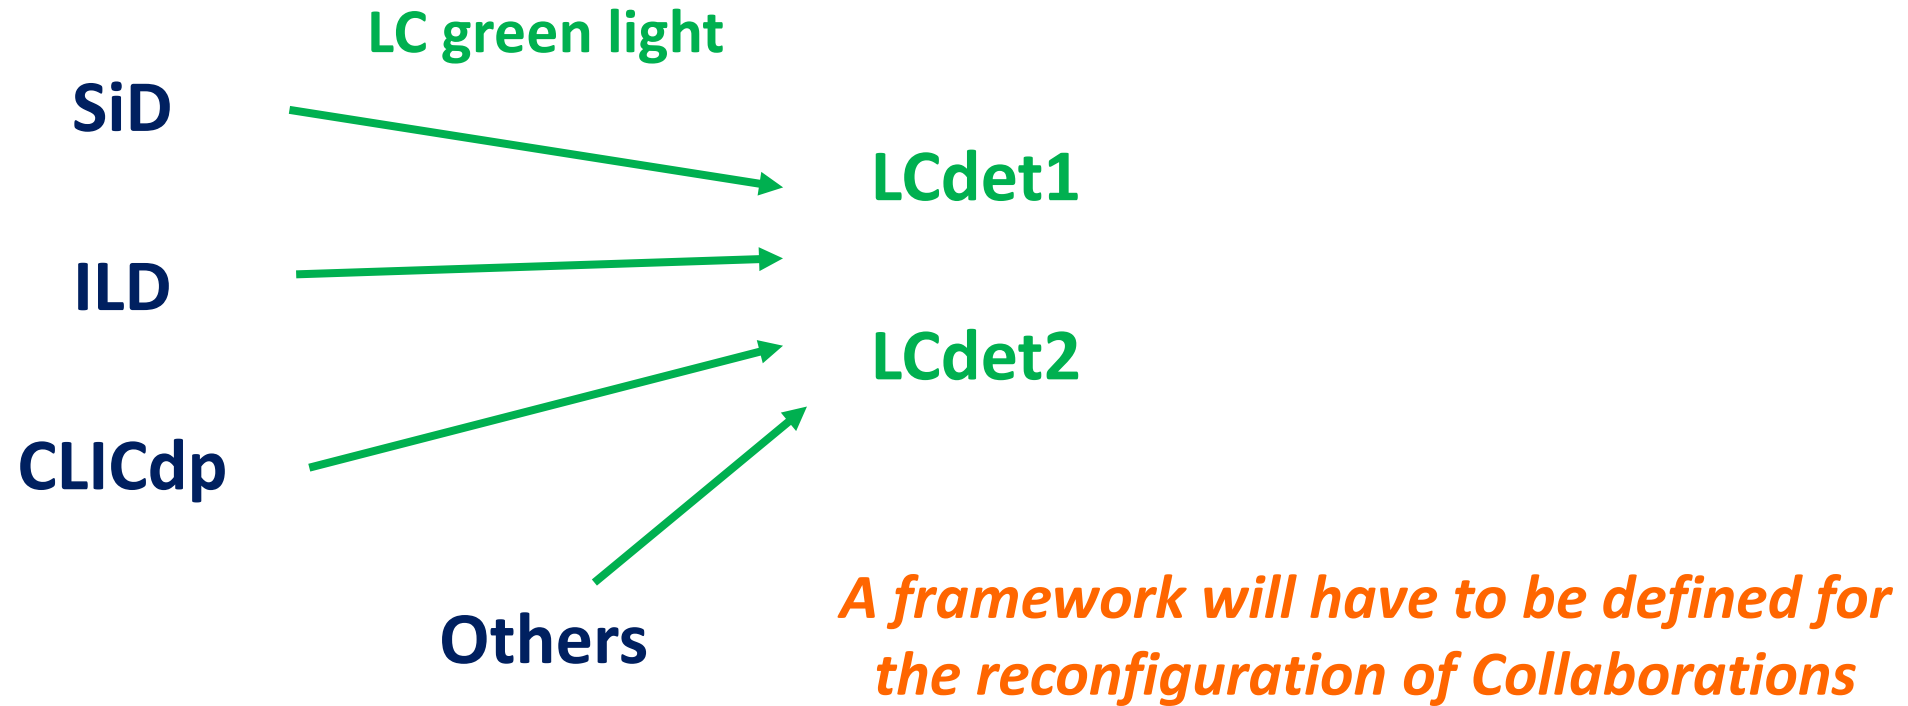 LC green light
SiD
LCdet1
ILD
LCdet2
CLICdp
Others
A framework will have to be defined for
the reconfiguration of Collaborations